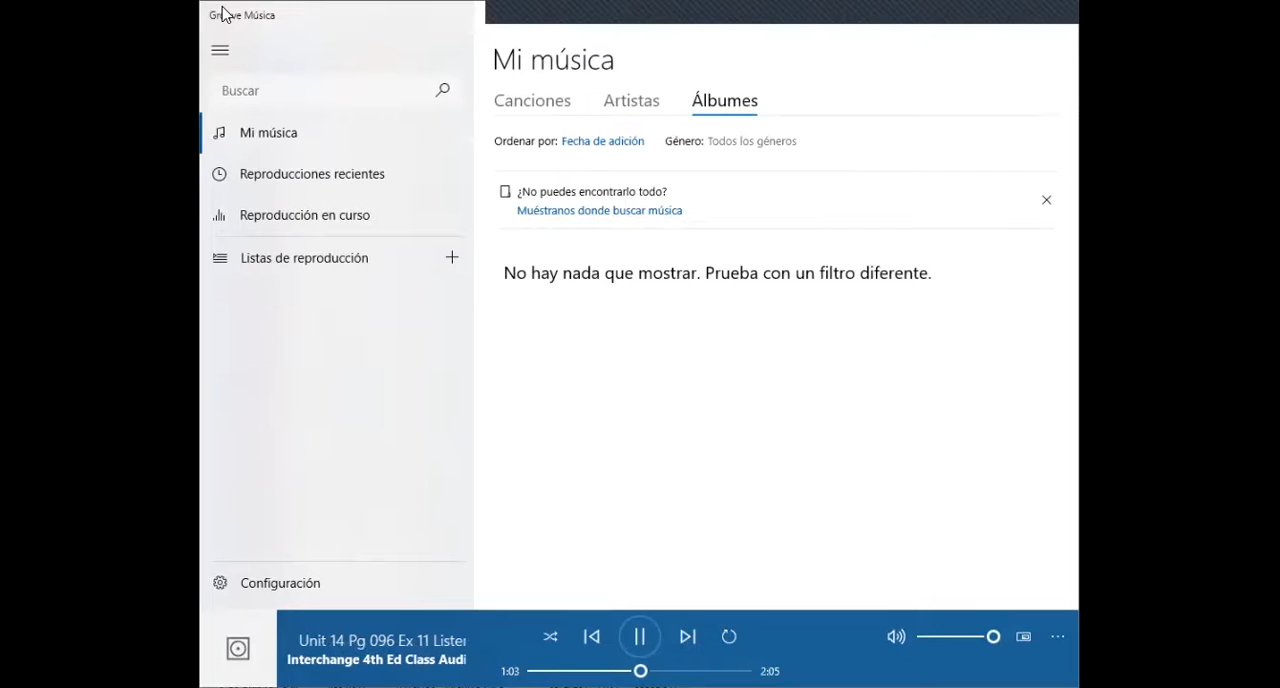 Groove Música
Buscar
Mi música
Reproducciones recientes
Reproducción en curso
Listas de reproducción
Configuración
Mi música
Canciones Artistas Álbumes
Ordenar por: Fecha de adición Género: Todos los géneros
¿No puedes encontrarlo todo?
Muéstranos donde buscar música
No hay nada que mostrar. Prueba con un filtro diferente.
Unit 14 Pg 096 Ex 11 Listen
Interchange 4th Ed Class Audi
1:03 2:05